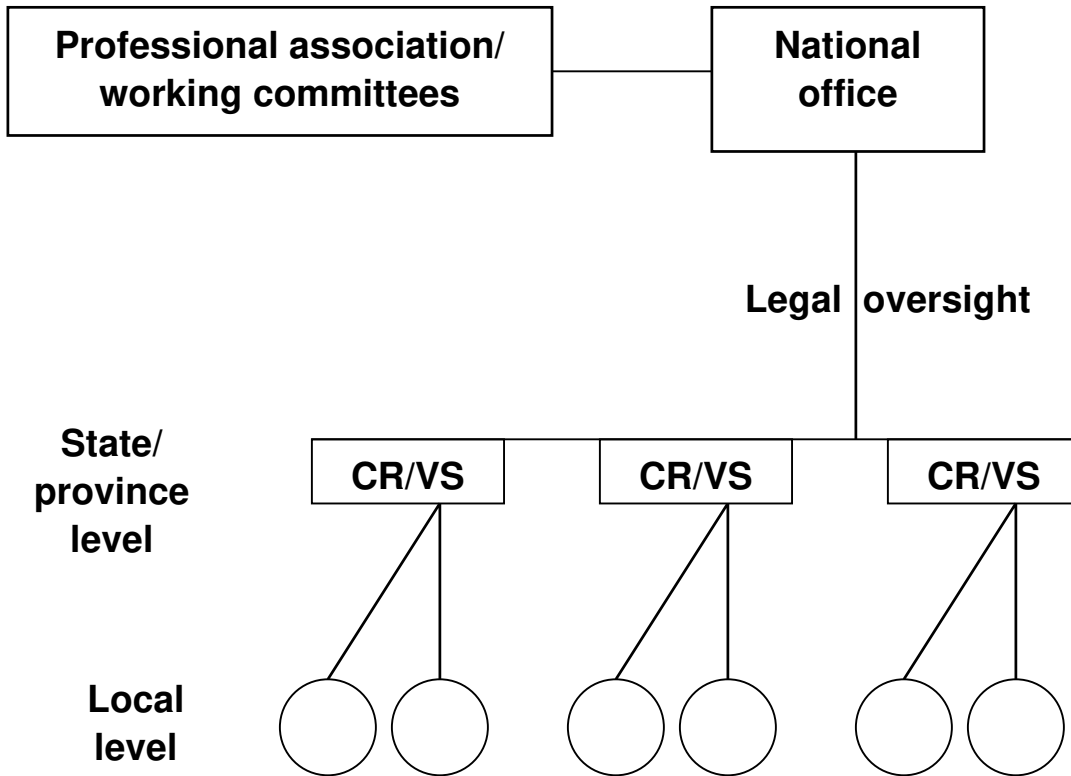 Professional association/
working committees
National
office
Legal oversight
State/
province
level
CR/VS CR/VS CR/VS
Local
level